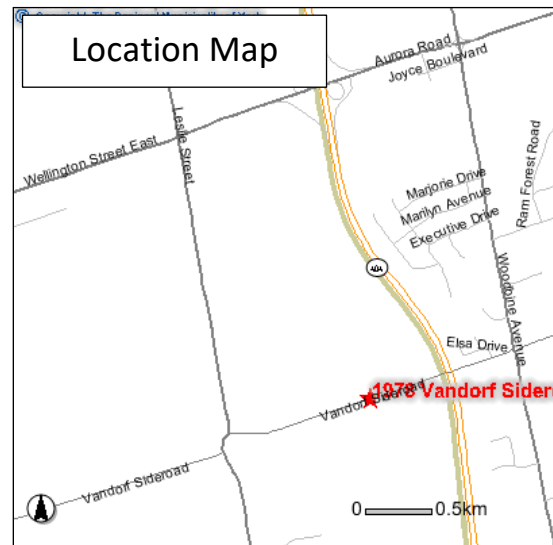 Location Map
Aurora Road
Joyce Boulevard
Leslie Street
Wellington Street East
Ram Forest Road
Marjorie Drive
Marilyn Avenue
Executive Drive
Woodbine Avenue
404
Elsa Drive
1978 Vandorf Sider
Vandorf Sideroad
Vandorf Sideroad
0 0.5km